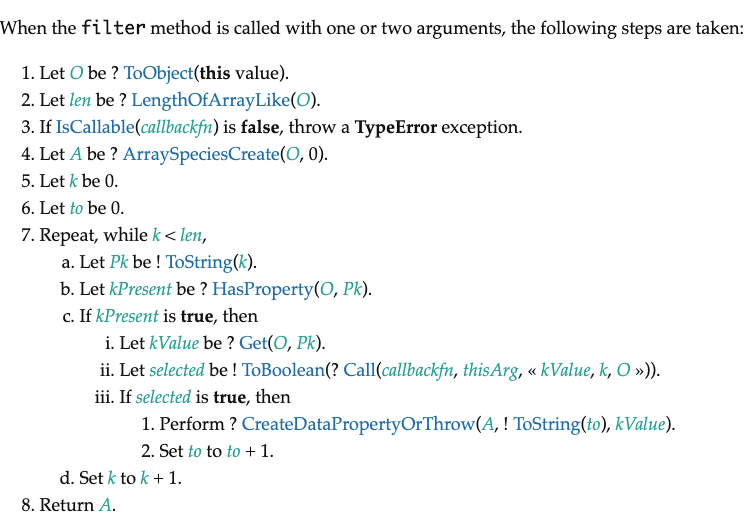 When the filter method is called with one or two arguments, the following steps are taken:
1. Let O be ? ToObject(this value).
2. Let len be ? LengthOfArrayLike(O).
3. If IsCallable(callbackfn) is false, throw a TypeError exception.
4. Let A be ? ArraySpeciesCreate(O, 0).
5. Let k be 0.
6. Let to be 0.
7. Repeat, while k < len,
a. Let Pk be ! ToString(k).
b. Let kPresent be ? HasProperty(O, Pk).
c. If kPresent is true, then
i. Let kValue be ? Get(O, Pk).
ii. Let selected be ! ToBoolean(? Call(callbackfn, thisArg, « kValue, k, O »)).
iii. If selected is true, then
1. Perform ? CreateDataPropertyOrThrow(A, ! ToString(to), kValue).
2. Set to to to + 1.
d. Set k to k + 1.
8. Return A.